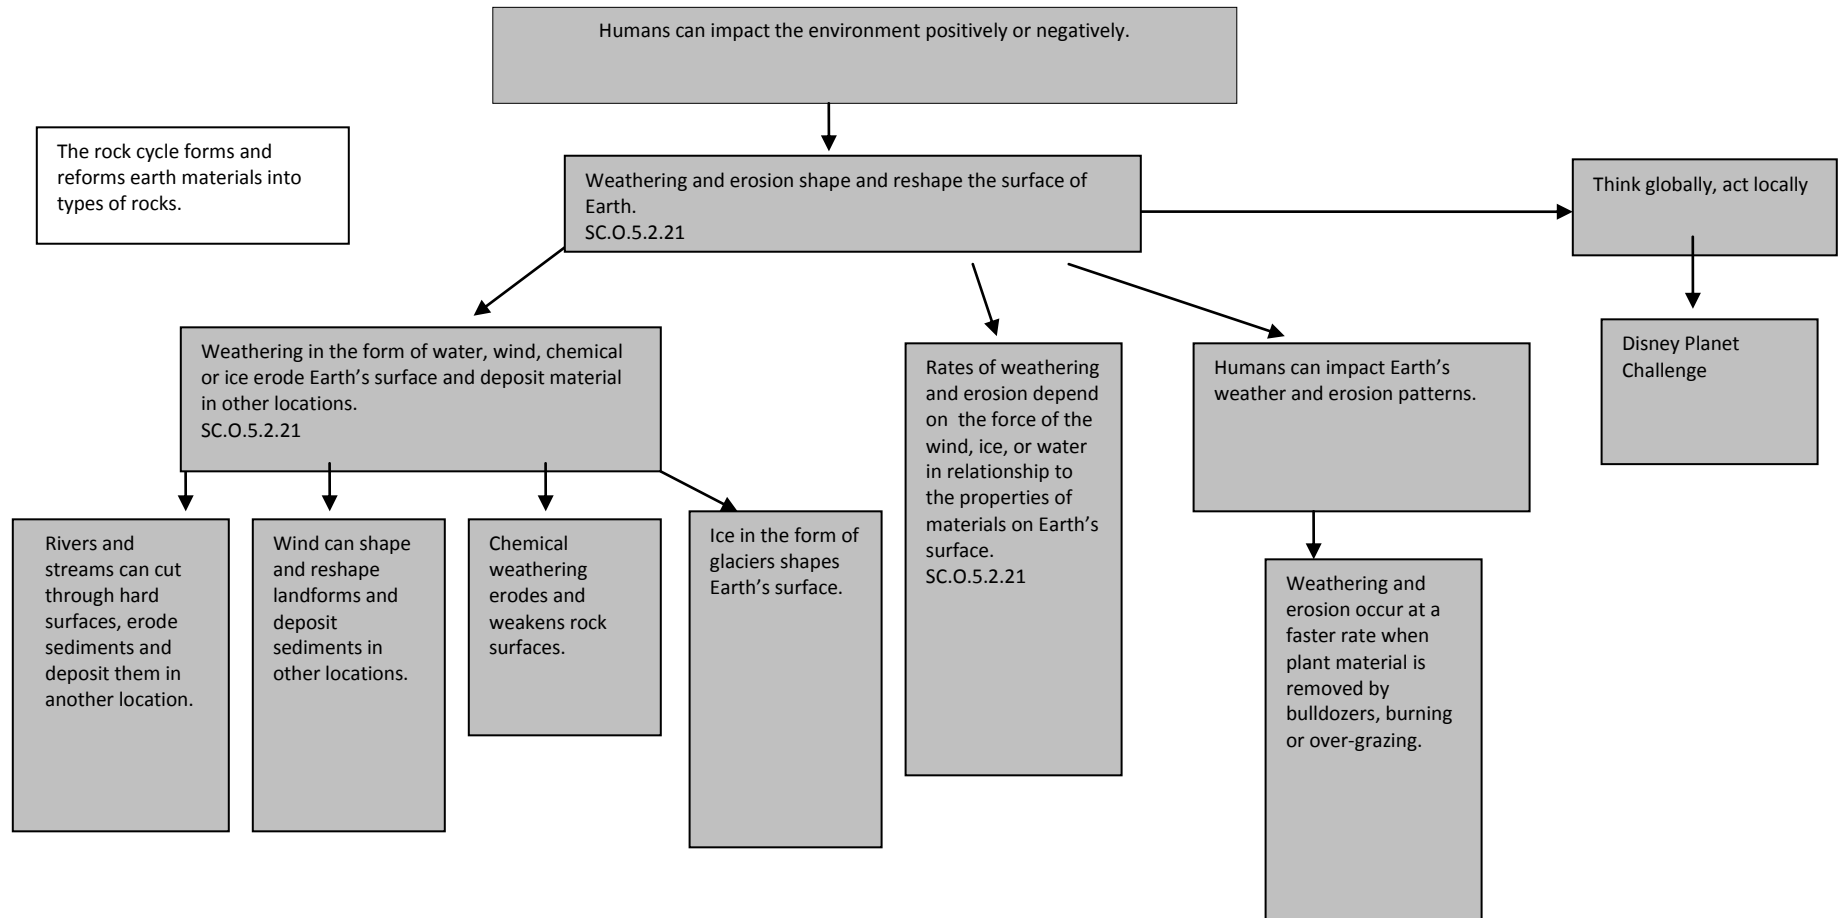 Humans can impact the environment positively or negatively.
The rock cycle forms and
reforms earth materials into
types of rocks.
Weathering and erosion shape and reshape the surface of
Earth.
SC.O.5.2.21
Think globally, act locally
Weathering in the form of water, wind, chemical
or ice erode Earth's surface and deposit material
in other locations.
SC.O.5.2.21
Rates of weathering
and erosion depend
on  the force of the
wind, ice, or water
in relationship to
the properties of
materials on Earth's
surface.
SC.O.5.2.21
Humans can impact Earth's
weather and erosion patterns.
Disney Planet
Challenge
Rivers and
streams can cut
through hard
surfaces, erode
sediments and
deposit them in
another location.
Wind can shape
and reshape
landforms and
deposit
sediments in
other locations.
Chemical
weathering
erodes and
weakens rock
surfaces.
Ice in the form of
glaciers shapes
Earth's surface.
Weathering and
erosion occur at a
faster rate when
plant material is
removed by
bulldozers, burning
or over-grazing.